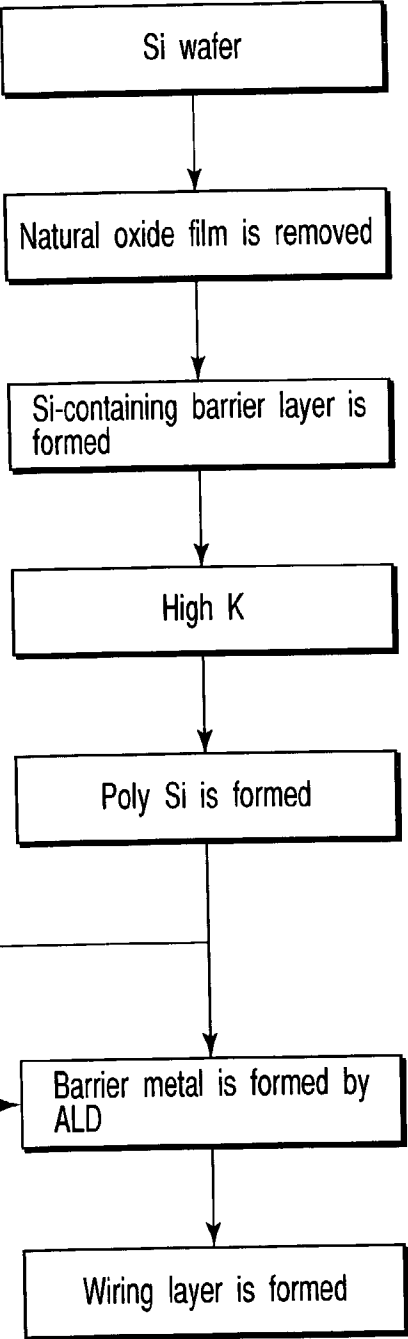 Si wafer
Natural oxide film is removed
Si-containing barrier layer is
formed
High K
Poly Si is formed
Barrier metal is formed by
ALD
Wiring layer is formed